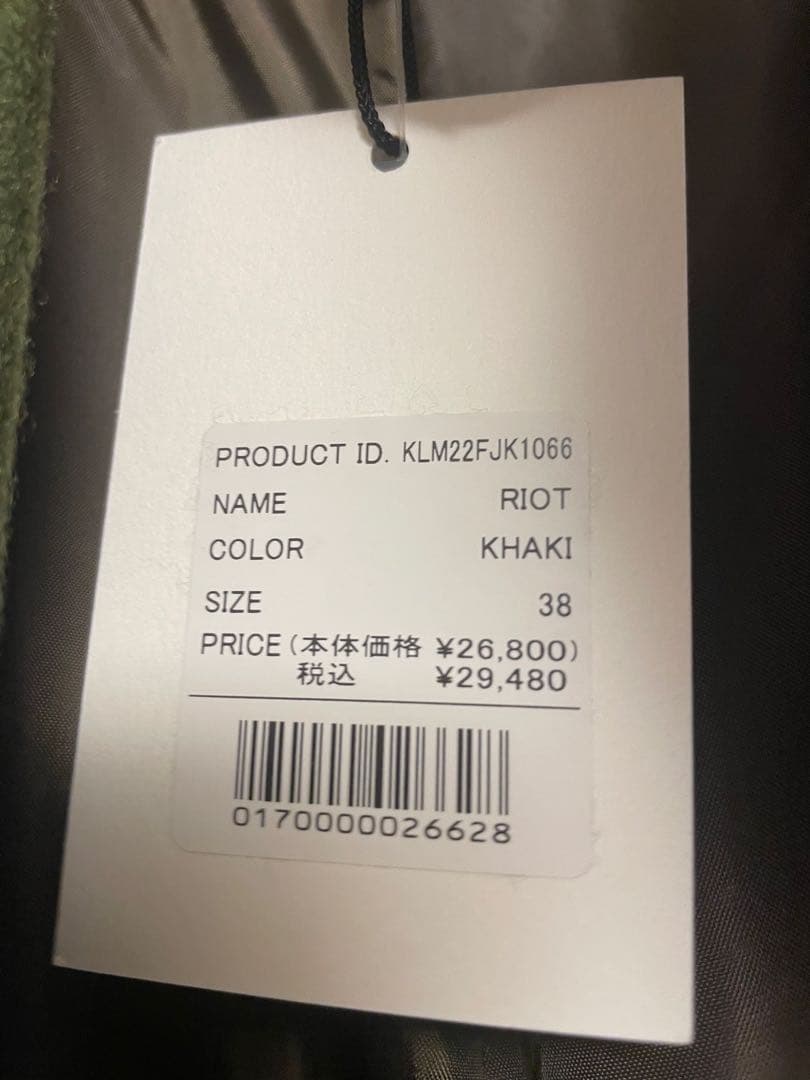 PRODUCT ID. KLM22FJK1066
NAME RIOT
COLOR KHAKI
SIZE 38
PRICE(本体価格 ¥26,800)
税込 ¥29,480
0170000026628